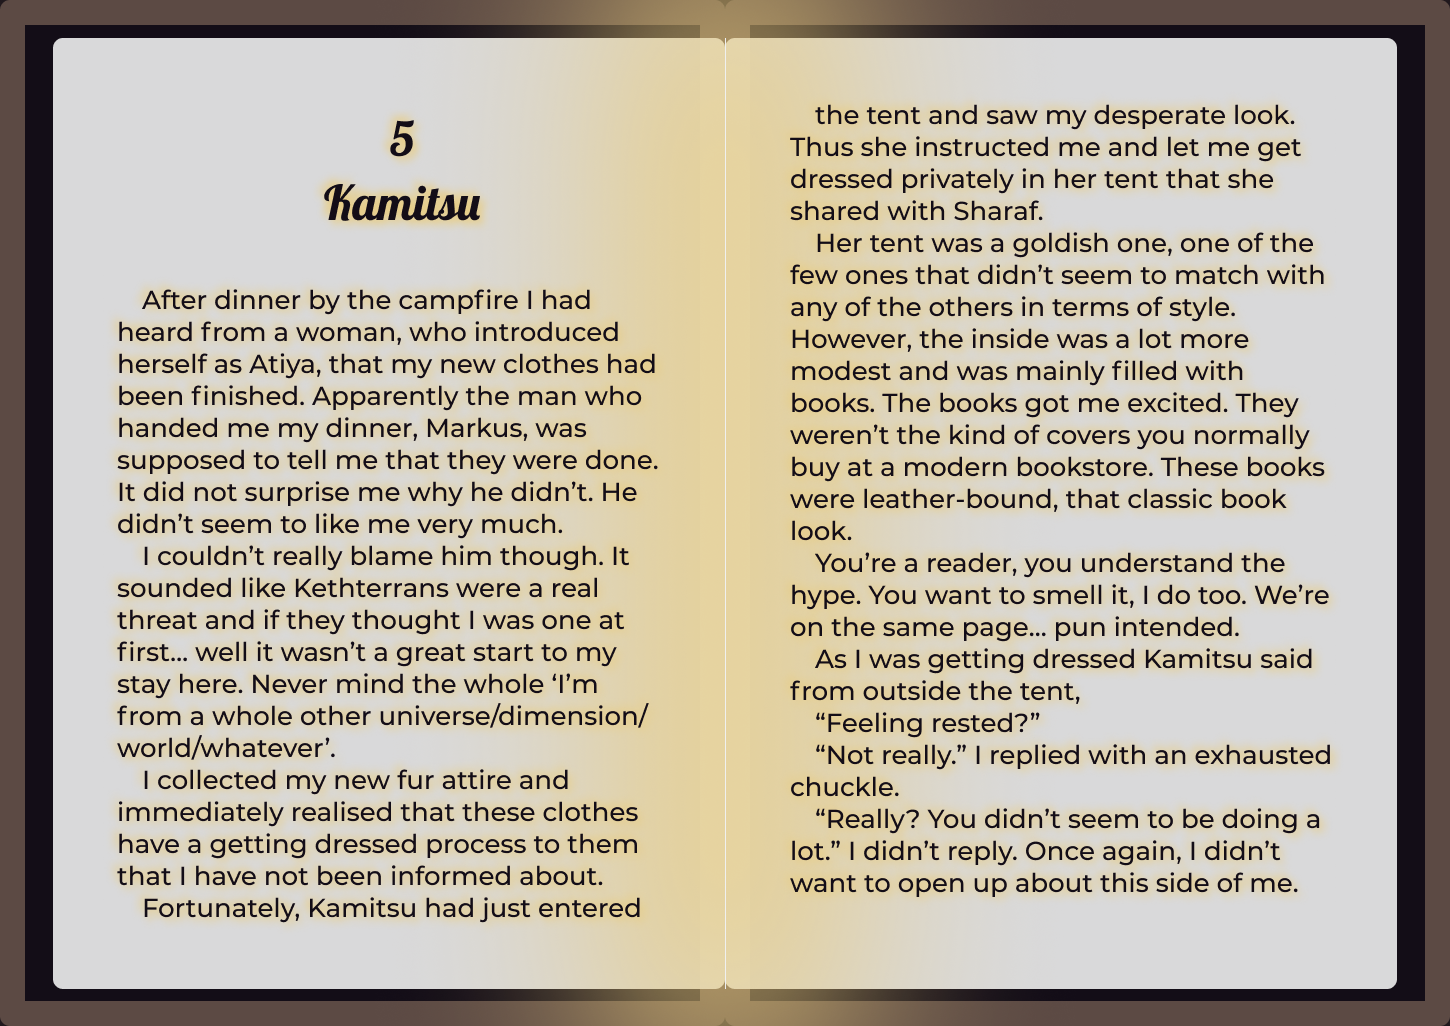 5
Kamitsu
After dinner by the campfire I had
heard from a woman, who introduced
herself as Atiya, that my new clothes had
been finished. Apparently the man who
handed me my dinner, Markus, was
supposed to tell me that they were done.
It did not surprise me why he didn’t. He
didn’t seem to like me very much.
I couldn’t really blame him though. It
sounded like Kethterrans were a real
threat and if they thought I was one at
first... well it wasn’t a great start to my
stay here. Never mind the whole ‘I’m
from a whole other universe/dimension/
world/whatever’.
I collected my new fur attire and
immediately realised that these clothes
have a getting dressed process to them
that I have not been informed about.
Fortunately, Kamitsu had just entered
the tent and saw my desperate look.
Thus she instructed me and let me get
dressed privately in her tent that she
shared with Sharaf.
Her tent was a goldish one, one of the
few ones that didn’t seem to match with
any of the others in terms of style.
However, the inside was a lot more
modest and was mainly filled with
books. The books got me excited. They
weren’t the kind of covers you normally
buy at a modern bookstore. These books
were leather-bound, that classic book
look.
You’re a reader, you understand the
hype. You want to smell it, I do too. We’re
on the same page... pun intended.
As I was getting dressed Kamitsu said
from outside the tent,
“Feeling rested?”
“Not really.” I replied with an exhausted
chuckle.
“Really? You didn’t seem to be doing a
lot.” I didn’t reply. Once again, I didn’t
want to open up about this side of me.